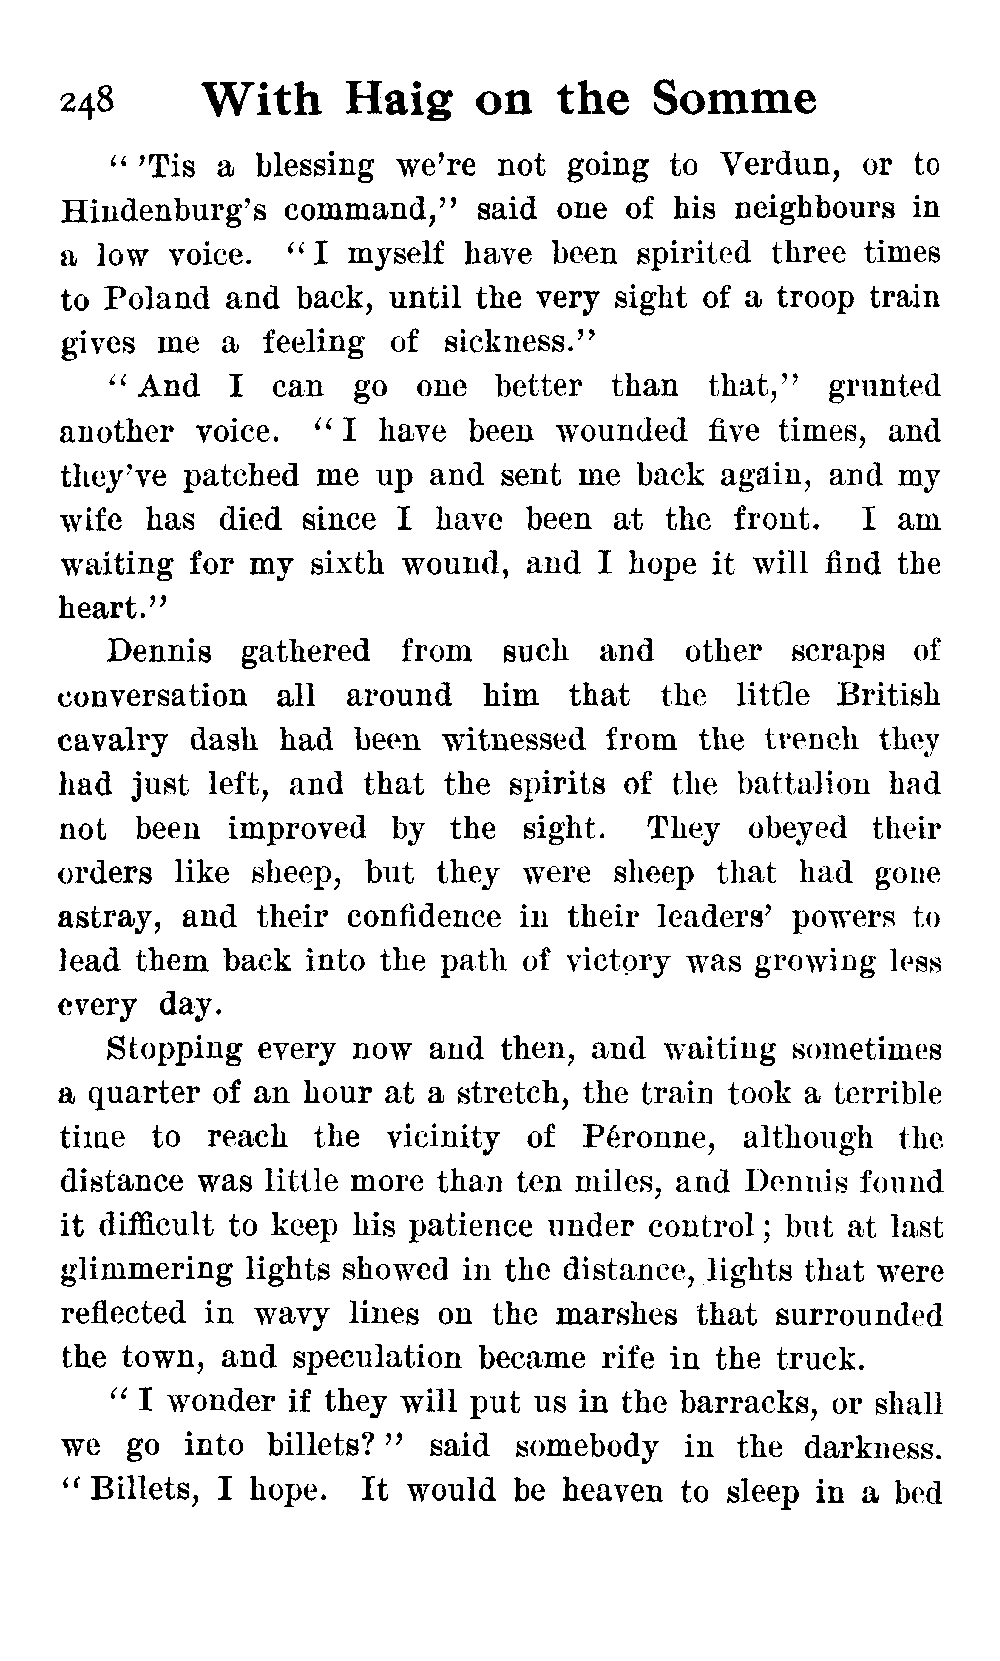 248 With Haig on the Somme
“ ’Tis a blessing we’re not going to Verdun, or to
Hindenburg’s command,” said one of his neighbours in
a low voice. “ I myself have been spirited three times
to Poland and back, until the very sight of a troop train
gives me a feeling of sickness.”
“ And I can go one better than that,” grunted
another voice. “ I have been wounded five times, and
they’ve patched me up and sent me back again, and my
wife has died since I have been at the front. I am
waiting for my sixth wound, and I hope it will find the
heart.”
Dennis gathered from such and other scraps of
conversation all around him that the little British
cavalry dash had been witnessed from the trench they
had just left, and that the spirits of the battalion had
not been improved by the sight. They obeyed their
orders like sheep, but they were sheep that had gone
astray, and their confidence in their leaders’ powers to
lead them back into the path of victory was growing less
every day.
Stopping every now and then, and waiting sometimes
a quarter of an hour at a stretch, the train took a terrible
time to reach the vicinity of Péronne, although the
distance was little more than ten miles, and Dennis found
it difficult to keep his patience under control ; but at last
glimmering lights showed in the distance, lights that were
reflected in wavy lines on the marshes that surrounded
the town, and speculation became rife in the truck.
“ I wonder if they will put us in the barracks, or shall
we go into billets? ” said somebody in the darkness.
“ Billets, I hope. It would be heaven to sleep in a bed